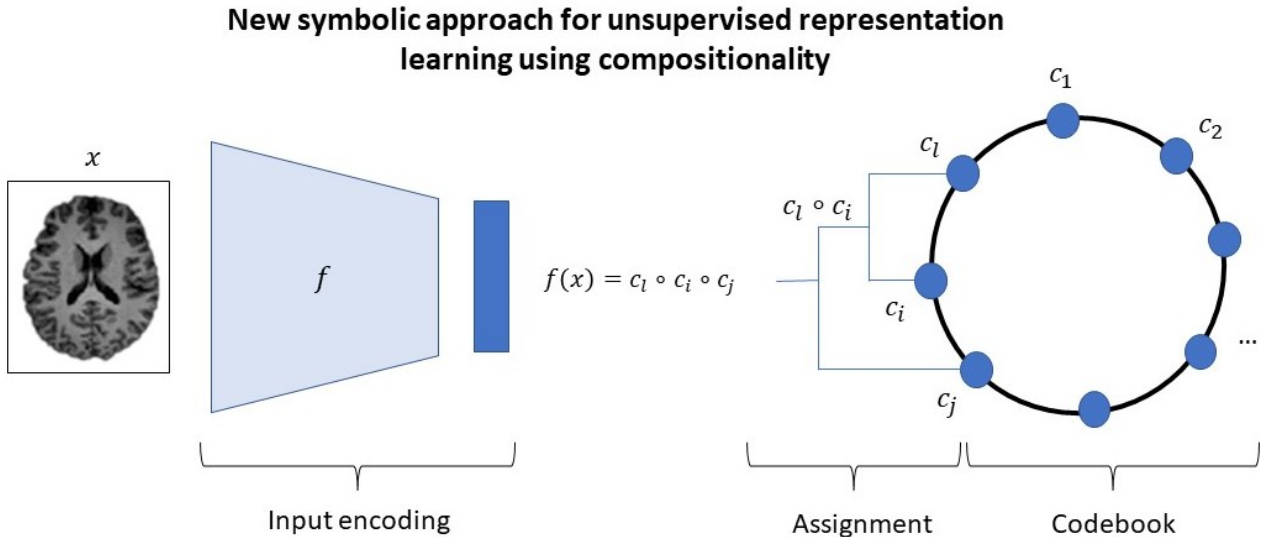 New symbolic approach for unsupervised representation
learning using compositionality
x
f
f(x) = c_l ∘ c_i ∘ c_j
c_l ∘ c_i
c_1
c_2
c_l
c_i
c_j
...
Input encoding
Assignment
Codebook